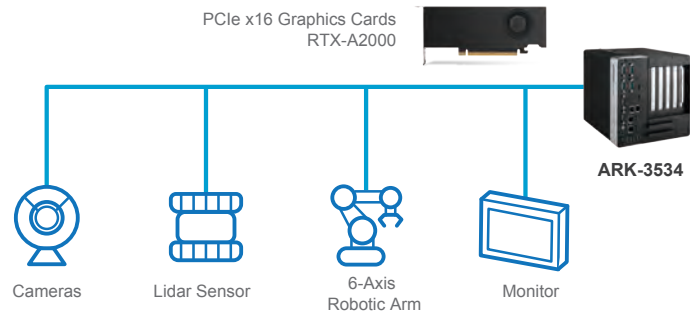 PCIe x16 Graphics Cards
RTX-A2000
ARK-3534
Cameras
Lidar Sensor
6-Axis
Robotic Arm
Monitor